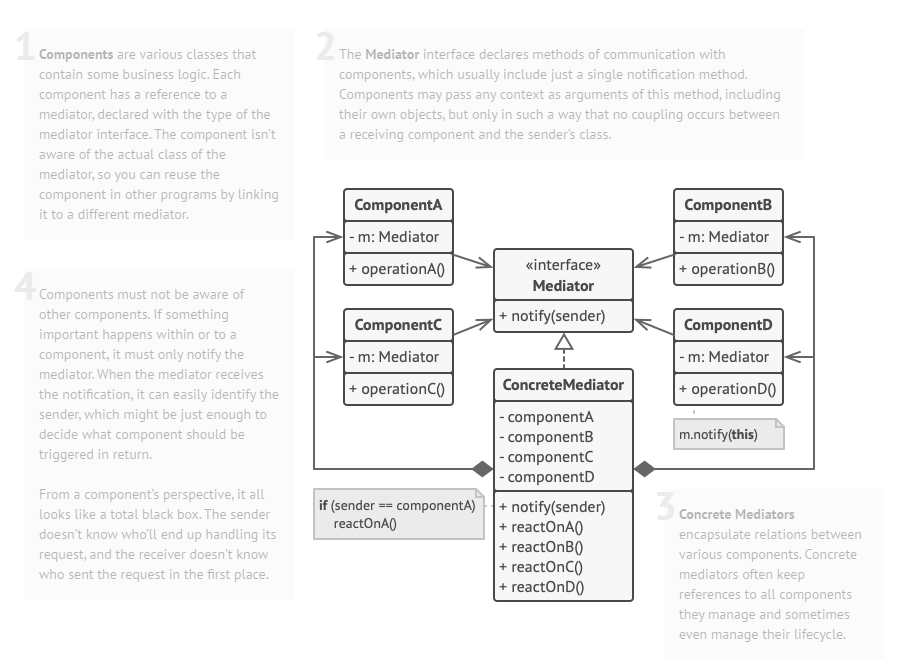 1
Components are various classes that
contain some business logic. Each
component has a reference to a
mediator, declared with the type of the
mediator interface. The component isn't
aware of the actual class of the
mediator, so you can reuse the
component in other programs by linking
it to a different mediator.
2
The Mediator interface declares methods of communication with
components, which usually include just a single notification method.
Components may pass any context as arguments of this method, including
their own objects, but only in such a way that no coupling occurs between
a receiving component and the sender's class.
ComponentA
- m: Mediator
+ operationA()
ComponentB
- m: Mediator
+ operationB()
«interface»
Mediator
+ notify(sender)
ComponentC
- m: Mediator
+ operationC()
ComponentD
- m: Mediator
+ operationD()
m.notify(this)
ConcreteMediator
- componentA
- componentB
- componentC
- componentD
+ notify(sender)
+ reactOnA()
+ reactOnB()
+ reactOnC()
+ reactOnD()
if (sender == componentA)
reactOnA()
4
Components must not be aware of
other components. If something
important happens within or to a
component, it must only notify the
mediator. When the mediator receives
the notification, it can easily identify the
sender, which might be just enough to
decide what component should be
triggered in return.
From a component's perspective, it all
looks like a total black box. The sender
doesn't know who'll end up handling its
request, and the receiver doesn't know
who sent the request in the first place.
3
Concrete Mediators
encapsulate relations between
various components. Concrete
mediators often keep
references to all components
they manage and sometimes
even manage their lifecycle.